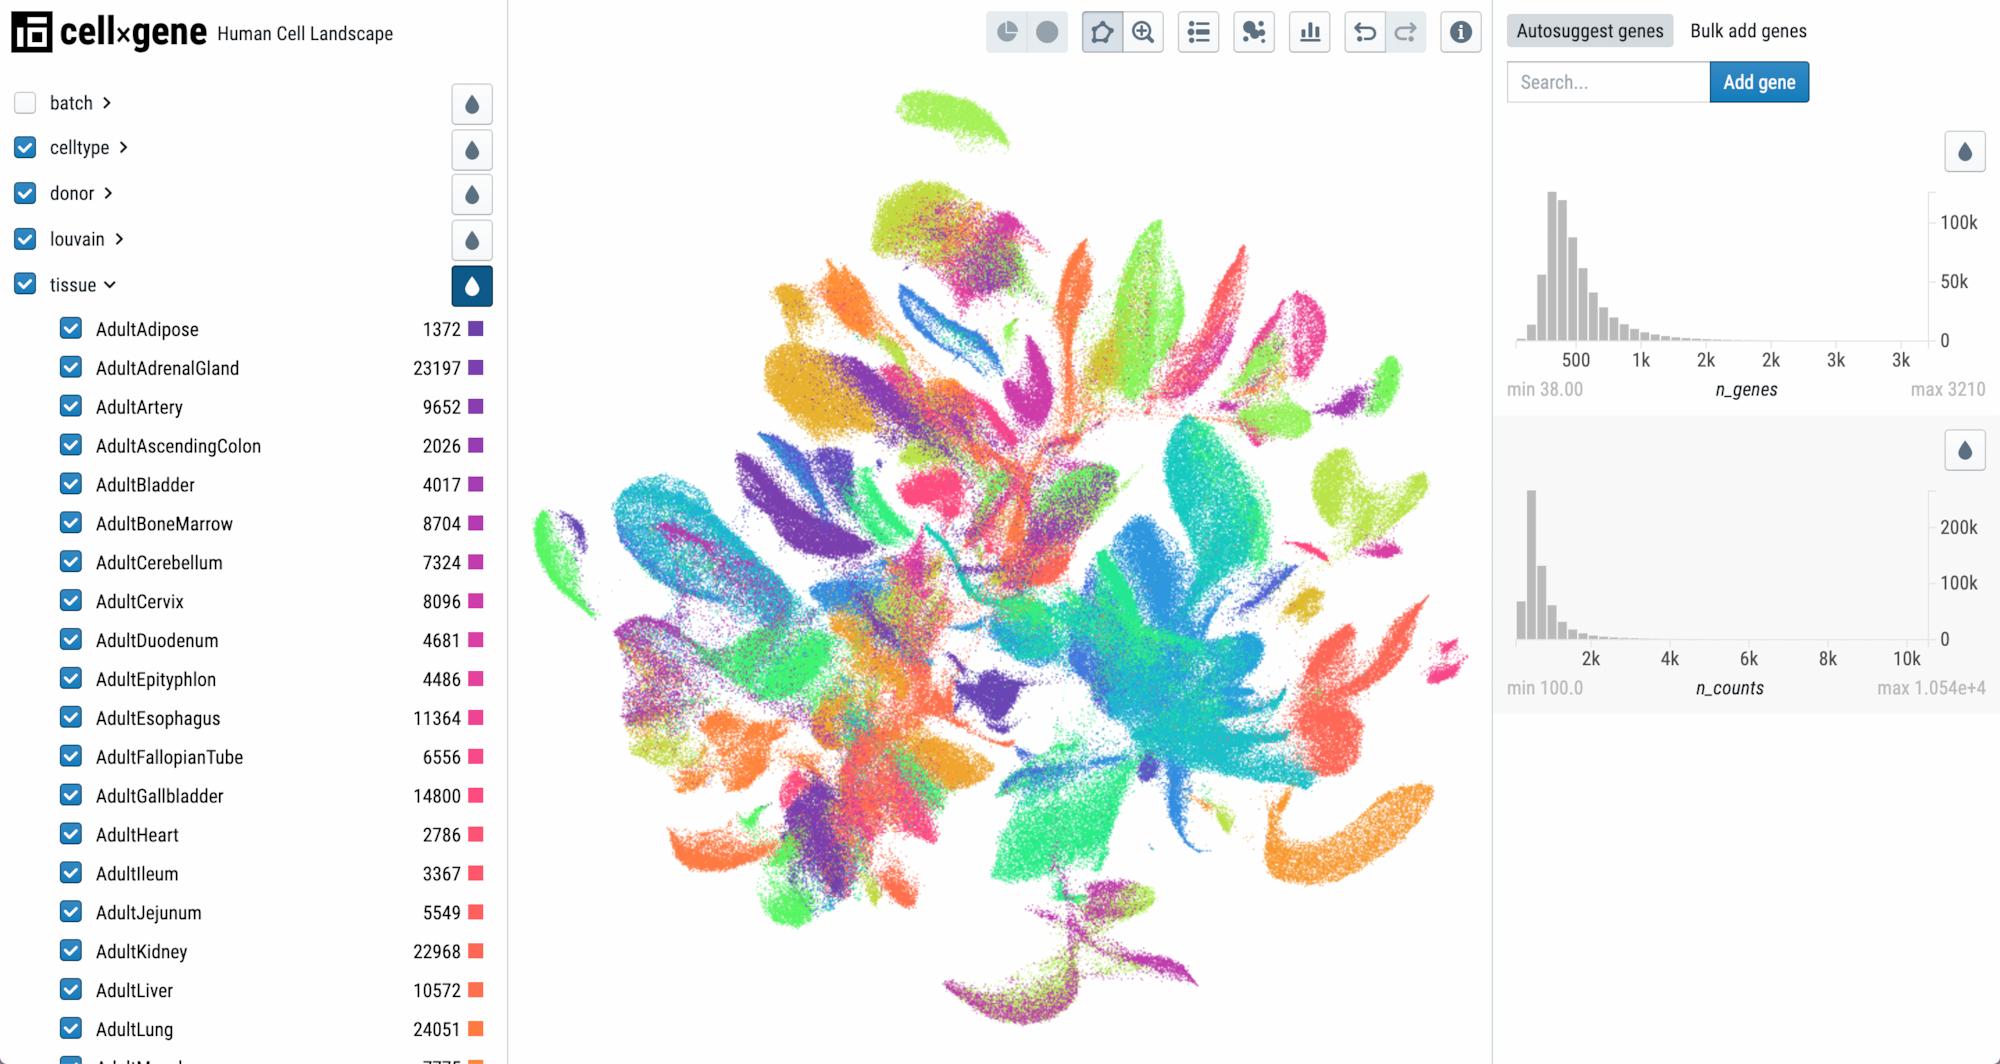 cell×gene Human Cell Landscape
batch
celltype
donor
louvain
tissue
AdultAdipose 1372
AdultAdrenalGland 23197
AdultArtery 9652
AdultAscendingColon 2026
AdultBladder 4017
AdultBoneMarrow 8704
AdultCerebellum 7324
AdultCervix 8096
AdultDuodenum 4681
AdultEpityphlon 4486
AdultEsophagus 11364
AdultFallopianTube 6556
AdultGallbladder 14800
AdultHeart 2786
AdultIleum 3367
AdultJejunum 5549
AdultKidney 22968
AdultLiver 10572
AdultLung 24051
Autosuggest genes Bulk add genes
Search... Add gene
100k
50k
0
500 1k 2k 2k 3k 3k
min 38.00 n_genes max 3210
200k
100k
0
2k 4k 6k 8k 10k
min 100.0 n_counts max 1.054e+4